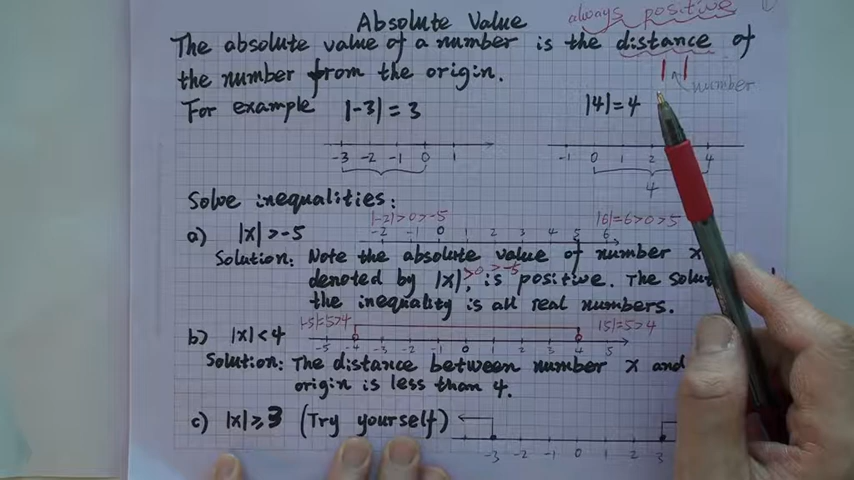 always positive
Absolute Value
The absolute value of a number is the distance of
the number from the origin.
| | number
For example |-3| = 3 |4| = 4
-3 -2 -1 0 1 -1 0 1 2 4
4
Solve inequalities:
|-2|>0>-5 |6|=6>0>5
a) |x| > -5 -2 -1 0 1 2 3 4 5 6
Solution: Note the absolute value of number x
denoted by |x|, >0 >-5 is positive. The
the inequality is all real numbers.
|-5|=5>4 |5|=5>4
b) |x| < 4 -5 -4 -3 -2 -1 0 1 2 3 4 5
Solution: The distance between number x and
origin is less than 4.
c) |x| ≥ 3 (Try yourself)
-3 -2 -1 0 1 2 3